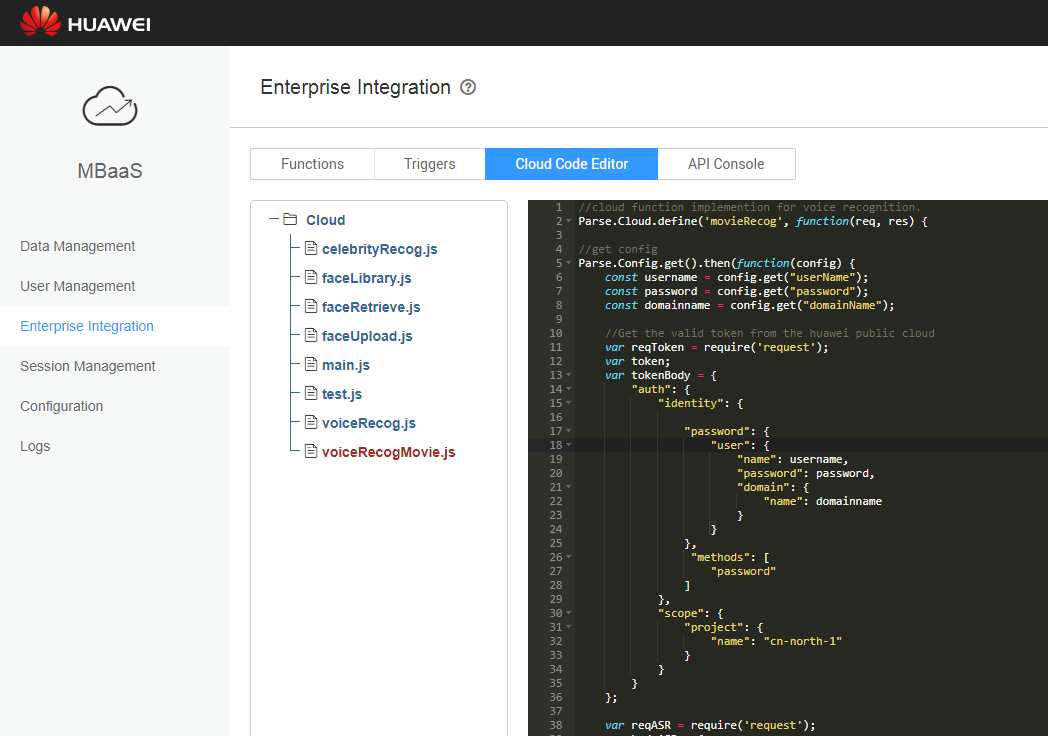 HUAWEI
MBaaS
Data Management
User Management
Enterprise Integration
Session Management
Configuration
Logs
Enterprise Integration ?
Functions Triggers Cloud Code Editor API Console
Cloud
celebrityRecog.js
faceLibrary.js
faceRetrieve.js
faceUpload.js
main.js
test.js
voiceRecog.js
voiceRecogMovie.js
1 //cloud function implemention for voice recognition.
2 Parse.Cloud.define('movieRecog', function(req, res) {
3
4 //get config
5 Parse.Config.get().then(function(config) {
6 const username = config.get("userName");
7 const password = config.get("password");
8 const domainname = config.get("domainName");
9
10 //Get the valid token from the huawei public cloud
11 var reqToken = require('request');
12 var token;
13 var tokenBody = {
14 "auth": {
15 "identity": {
16
17 "password": {
18 "user": {
19 "name": username,
20 "password": password,
21 "domain": {
22 "name": domainname
23 }
24 }
25 },
26 "methods": [
27 "password"
28 ]
29 },
30 "scope": {
31 "project": {
32 "name": "cn-north-1"
33 }
34 }
35 }
36 };
37
38 var reqASR = require('request');